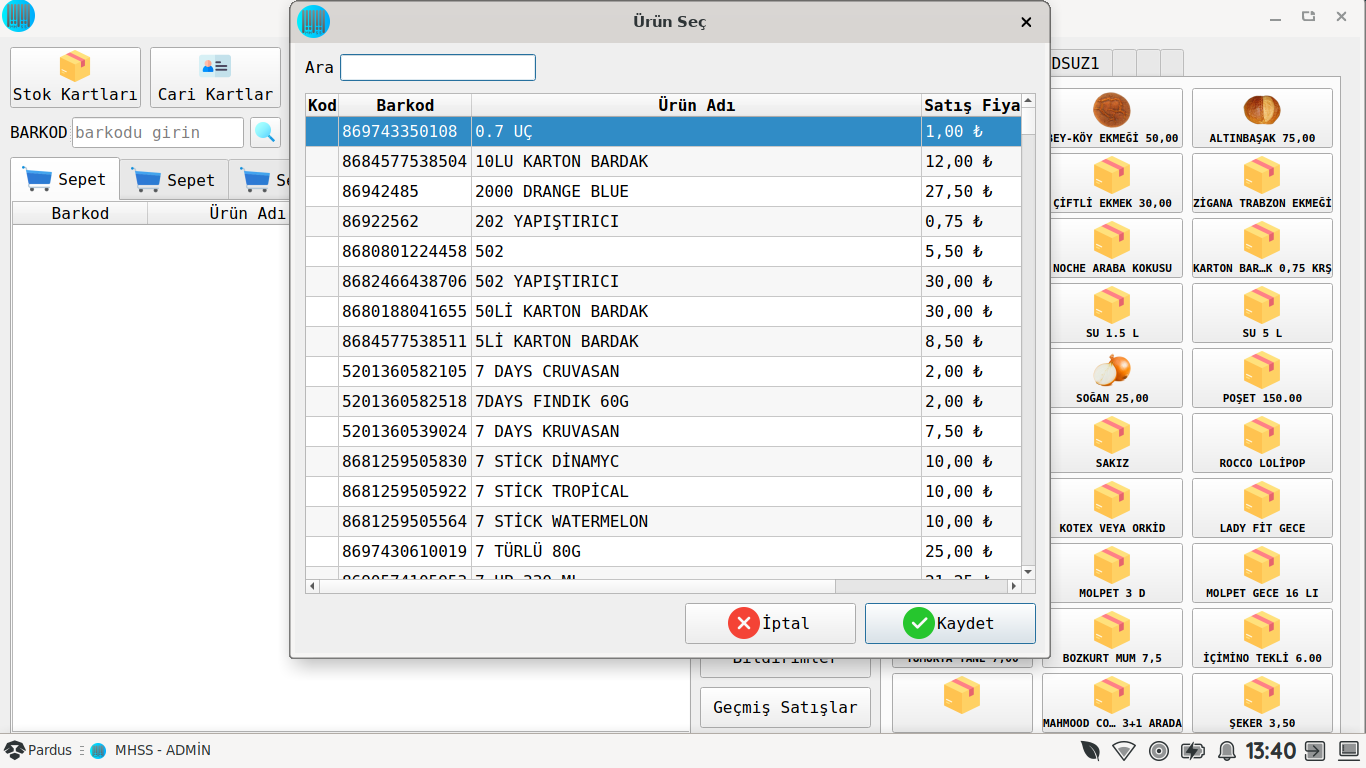 Ürün Seç
Stok Kartları
Cari Kartlar
BARKOD
barkodu girin
Sepet
Sepet
Barkod
Ürün Adı
Ara
Kod Barkod Ürün Adı Satış Fiya
869743350108 0.7 UÇ 1,00 ₺
8684577538504 10LU KARTON BARDAK 12,00 ₺
86942485 2000 DRANGE BLUE 27,50 ₺
86922562 202 YAPIŞTIRICI 0,75 ₺
8680801224458 502 5,50 ₺
8682466438706 502 YAPIŞTIRICI 30,00 ₺
8680188041655 50Lİ KARTON BARDAK 30,00 ₺
8684577538511 5Lİ KARTON BARDAK 8,50 ₺
5201360582105 7 DAYS CRUVASAN 2,00 ₺
5201360582518 7DAYS FINDIK 60G 2,00 ₺
5201360539024 7 DAYS KRUVASAN 7,50 ₺
8681259505830 7 STİCK DİNAMYC 10,00 ₺
8681259505922 7 STİCK TROPİCAL 10,00 ₺
8681259505564 7 STİCK WATERMELON 10,00 ₺
8697430610019 7 TÜRLÜ 80G 25,00 ₺
İptal
Kaydet
Bildirimler
Geçmiş Satışlar
DSUZ1
BEY-KÖY EKMEĞİ 50,00
ALTINBAŞAK 75,00
ÇİFTLİ EKMEK 30,00
ZİGANA TRABZON EKMEĞİ
NOCHE ARABA KOKUSU
KARTON BAR…K 0,75 KRŞ
SU 1.5 L
SU 5 L
SOĞAN 25,00
POŞET 150.00
SAKIZ
ROCCO LOLİPOP
KOTEX VEYA ORKİD
LADY FİT GECE
MOLPET 3 D
MOLPET GECE 16 LI
YUMURTA TANE 7,00
BOZKURT MUM 7,5
İÇİMİNO TEKLİ 6.00
MAHMOOD CO… 3+1 ARADA
ŞEKER 3,50
Pardus
MHSS - ADMİN
13:40